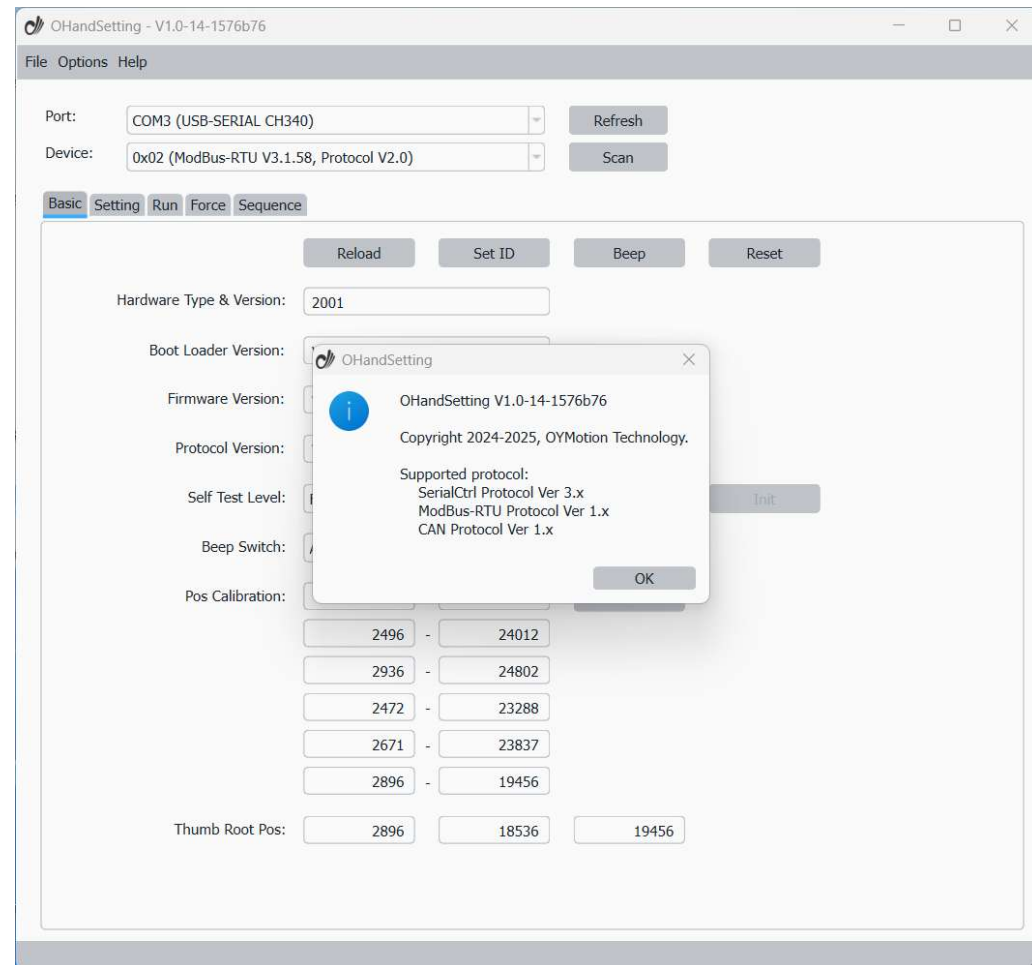 OHandSetting - V1.0-14-1576b76
File Options Help
Port: COM3 (USB-SERIAL CH340) Refresh
Device: 0x02 (ModBus-RTU V3.1.58, Protocol V2.0) Scan
Basic Setting Run Force Sequence
Reload Set ID Beep Reset
Hardware Type & Version: 2001
Boot Loader Version:
OHandSetting
Firmware Version:
OHandSetting V1.0-14-1576b76
Copyright 2024-2025, OYMotion Technology.
Protocol Version:
Supported protocol:
SerialCtrl Protocol Ver 3.x
Self Test Level: Init
ModBus-RTU Protocol Ver 1.x
CAN Protocol Ver 1.x
Beep Switch:
OK
Pos Calibration:
2496 - 24012
2936 - 24802
2472 - 23288
2671 - 23837
2896 - 19456
Thumb Root Pos: 2896 18536 19456